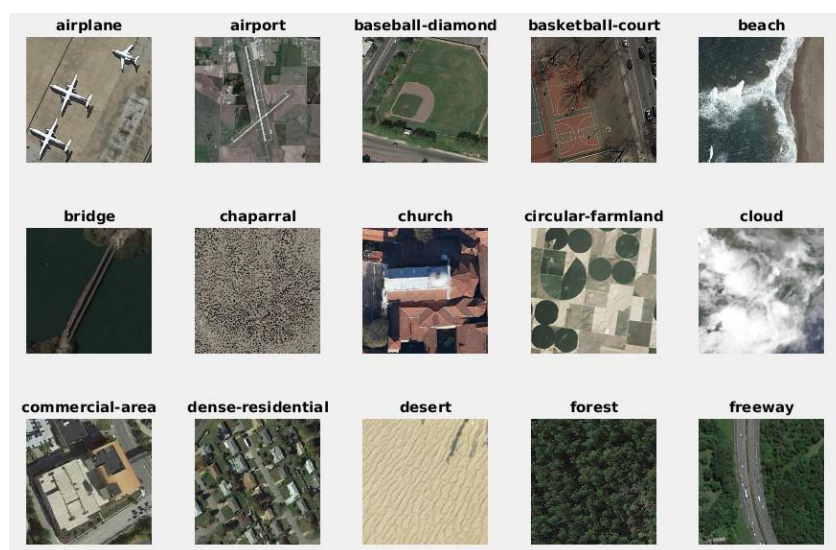 airplane airport baseball-diamond basketball-court beach
bridge chaparral church circular-farmland cloud
commercial-area dense-residential desert forest freeway